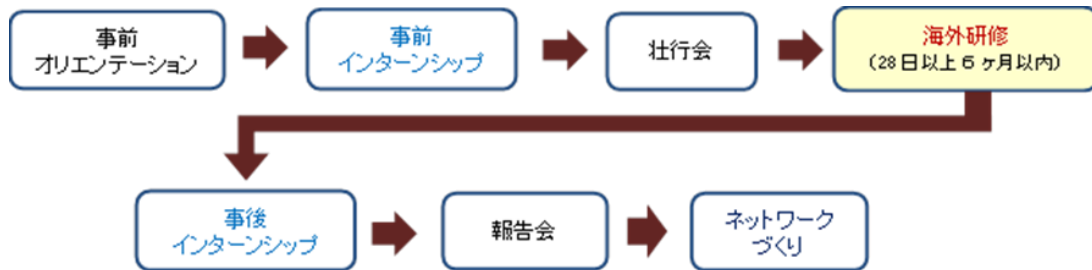 事前
オリエンテーション
事前
インターンシップ
壮行会
海外研修
(28日以上6ヶ月以内)
事後
インターンシップ
報告会
ネットワーク
づくり